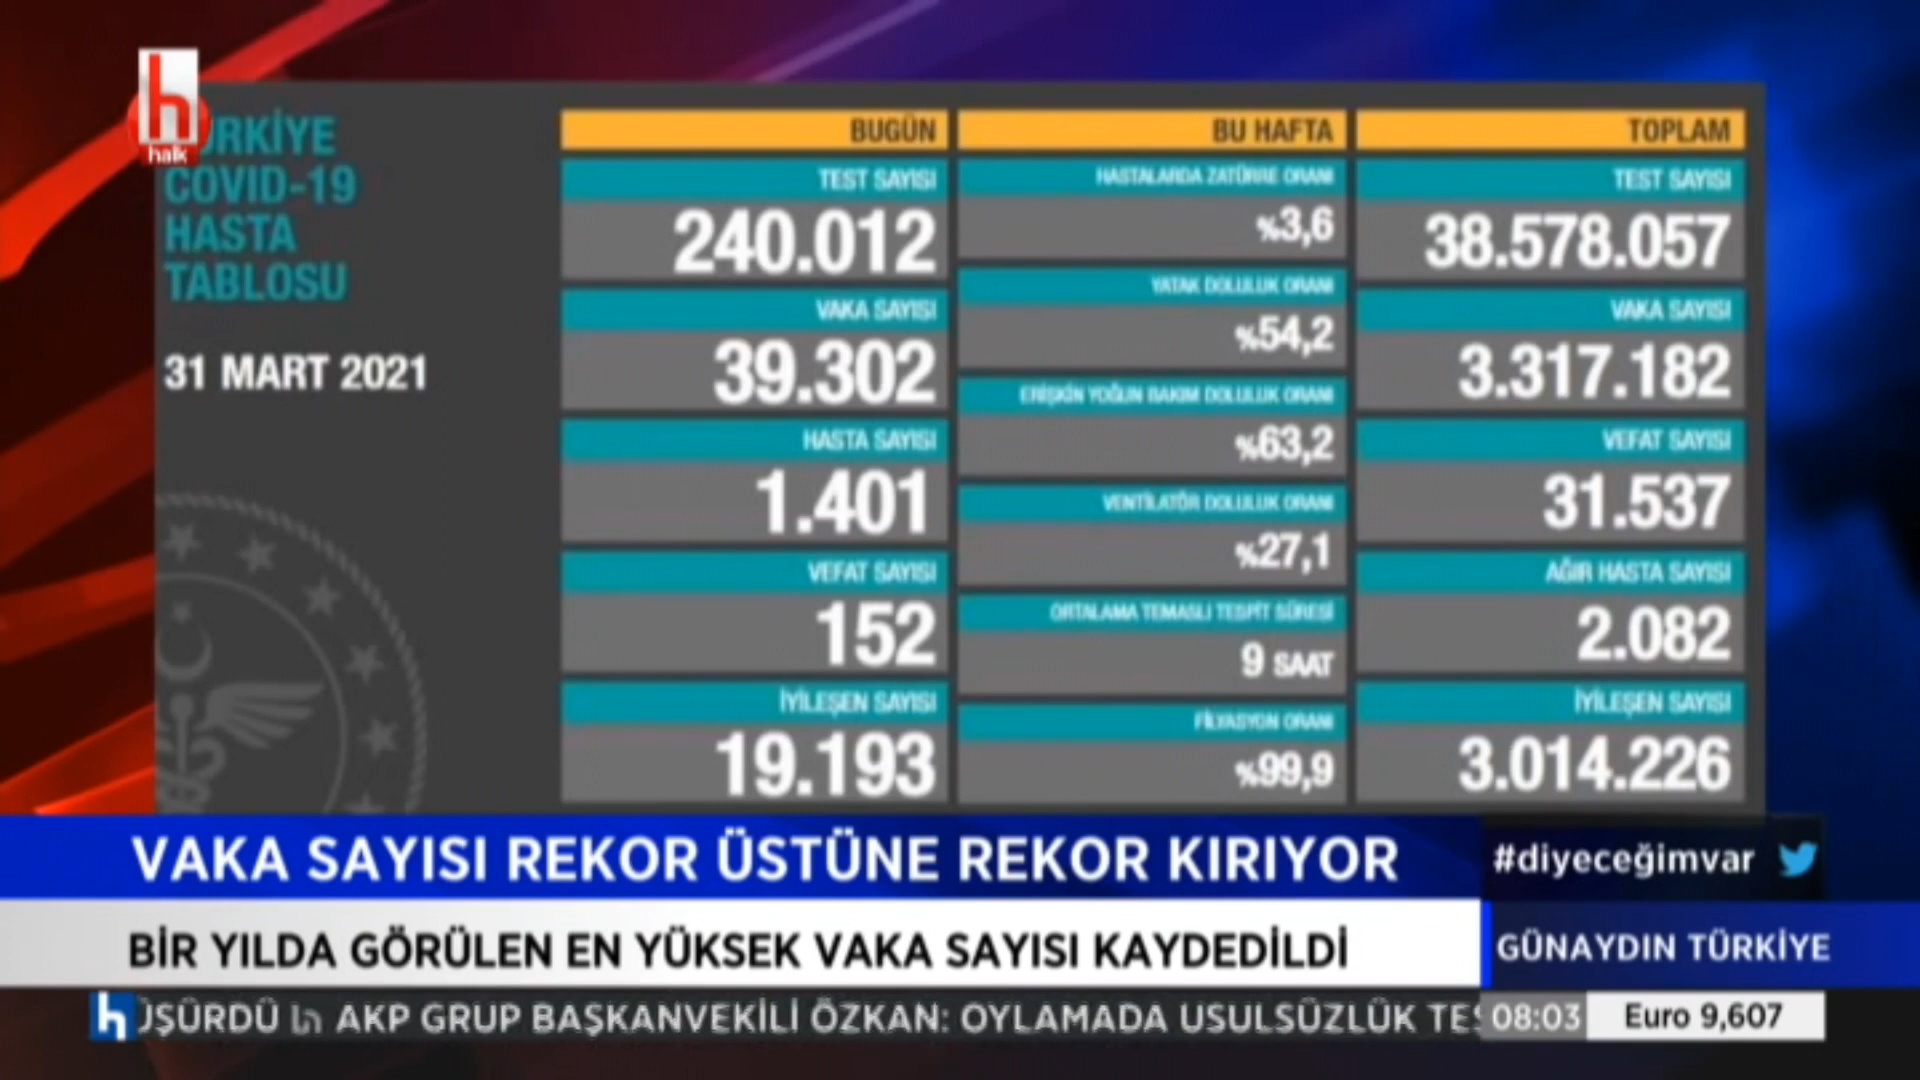 h
halk
TÜRKİYE
COVID-19
HASTA
TABLOSU
31 MART 2021
BUGÜN
TEST SAYISI
240.012
VAKA SAYISI
39.302
HASTA SAYISI
1.401
VEFAT SAYISI
152
İYİLEŞEN SAYISI
19.193
BU HAFTA
HASTALARDA ZATÜRRE ORANI
%3,6
YATAK DOLULUK ORANI
%54,2
ERİŞKİN YOĞUN BAKIM DOLULUK ORANI
%63,2
VENTİLATÖR DOLULUK ORANI
%27,1
ORTALAMA TEMASLI TESPİT SÜRESİ
9 SAAT
FİLYASYON ORANI
%99,9
TOPLAM
TEST SAYISI
38.578.057
VAKA SAYISI
3.317.182
VEFAT SAYISI
31.537
AĞIR HASTA SAYISI
2.082
İYİLEŞEN SAYISI
3.014.226
VAKA SAYISI REKOR ÜSTÜNE REKOR KIRIYOR
#diyeceğimvar
BİR YILDA GÖRÜLEN EN YÜKSEK VAKA SAYISI KAYDEDİLDİ
GÜNAYDIN TÜRKİYE
h ÜŞÜRDÜ h AKP GRUP BAŞKANVEKİLİ ÖZKAN: OYLAMADA USULSÜZLÜK TES
08:03
Euro 9,607